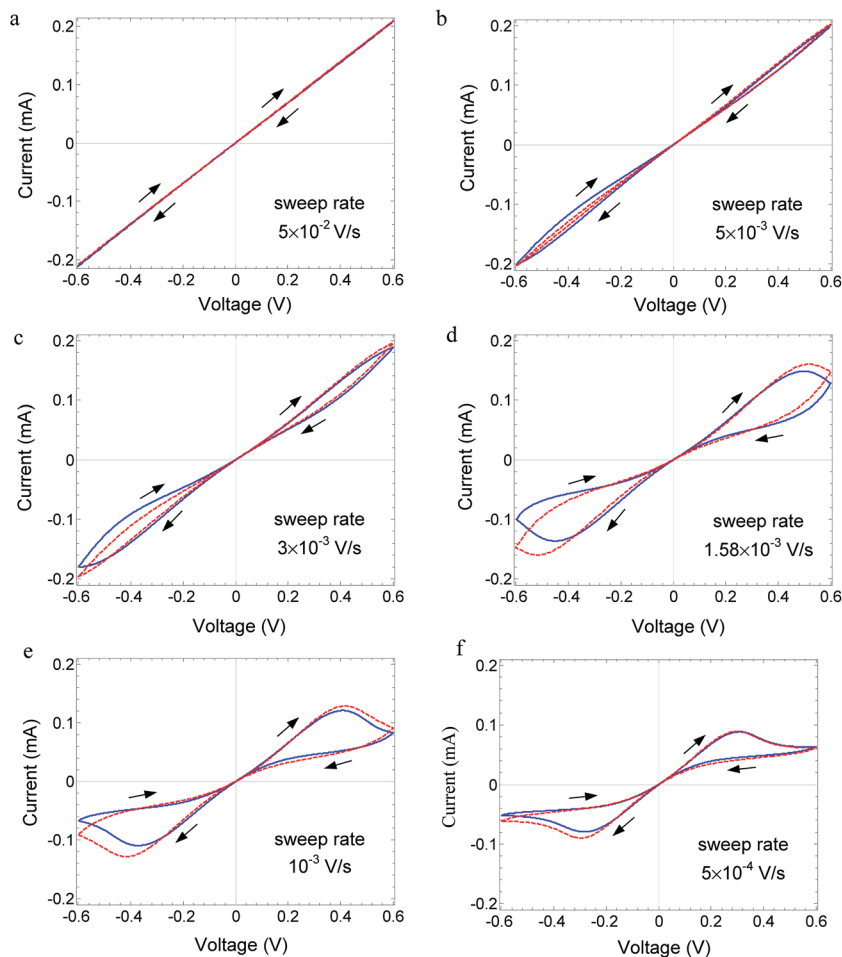 a
0.2
0.1
0
-0.1
-0.2
Current (mA)
sweep rate
5×10-2 V/s
-0.6 -0.4 -0.2 0 0.2 0.4 0.6
Voltage (V)
b
0.2
0.1
0
-0.1
-0.2
Current (mA)
sweep rate
5×10-3 V/s
-0.6 -0.4 -0.2 0 0.2 0.4 0.6
Voltage (V)
c
0.2
0.1
0
-0.1
-0.2
Current (mA)
sweep rate
3×10-3 V/s
-0.6 -0.4 -0.2 0 0.2 0.4 0.6
Voltage (V)
d
0.2
0.1
0
-0.1
-0.2
Current (mA)
sweep rate
1.58×10-3 V/s
-0.6 -0.4 -0.2 0 0.2 0.4 0.6
Voltage (V)
e
0.2
0.1
0
-0.1
-0.2
Current (mA)
sweep rate
10-3 V/s
-0.6 -0.4 -0.2 0 0.2 0.4 0.6
Voltage (V)
f
0.2
0.1
0
-0.1
-0.2
Current (mA)
sweep rate
5×10-4 V/s
-0.6 -0.4 -0.2 0 0.2 0.4 0.6
Voltage (V)